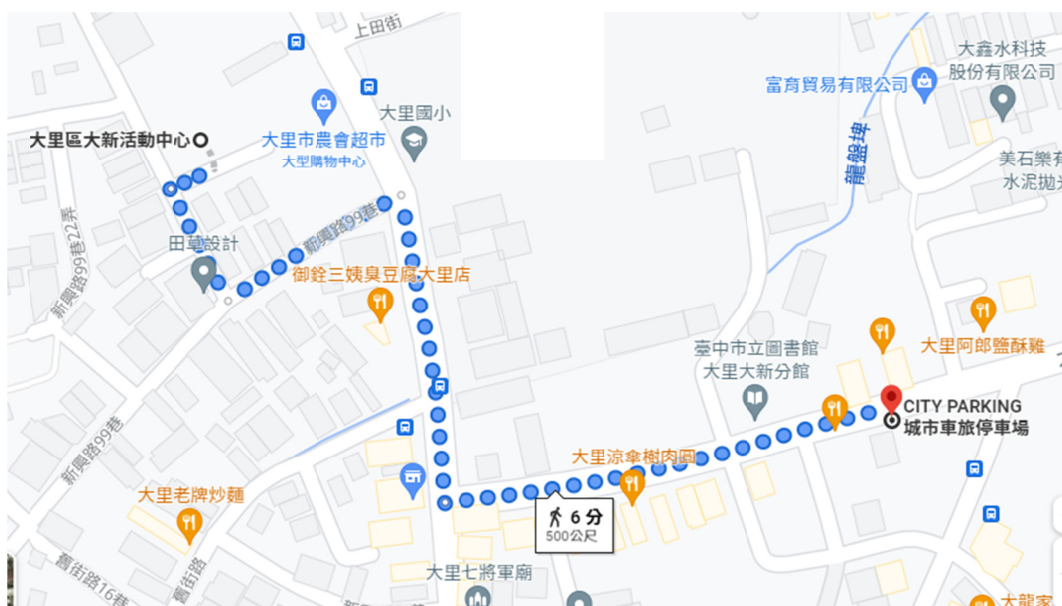 上田街
大鑫水科技
股份有限公司
富育貿易有限公司
大里國小
大里市農會超市
大型購物中心
大里區大新活動中心
龍盤埤
美石樂有
水泥拋光
新興路99巷22弄
新興路99巷
田草設計
御銓三姨臭豆腐大里店
臺中市立圖書館
大里大新分館
大里阿郎鹽酥雞
CITY PARKING
城市車旅停車場
新興路99巷
大里涼傘樹肉圓
大里老牌炒麵
6 分
500公尺
舊街路16巷
舊街路
大里七將軍廟
大龍家